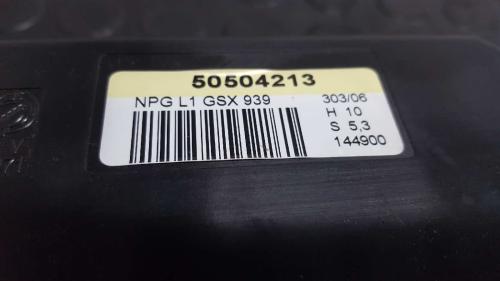 50504213
NPG L1 GSX 939
303/06
H 10
S 5,3
144900